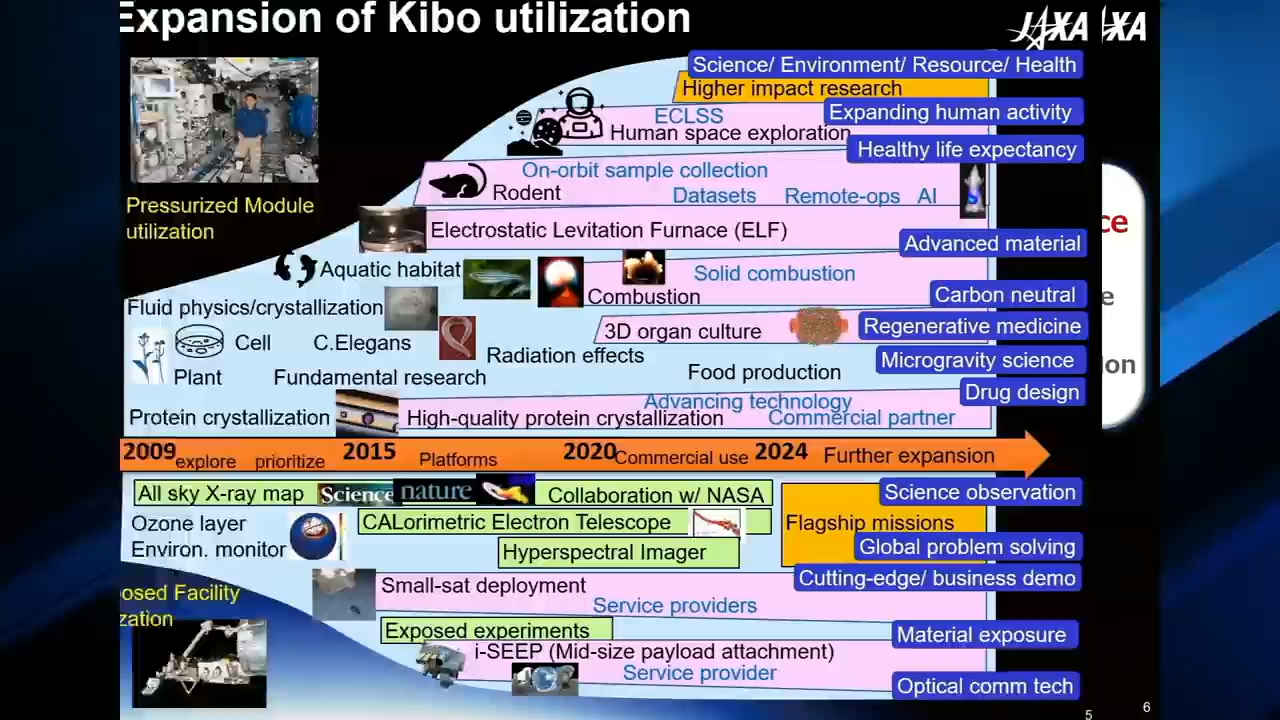 Expansion of Kibo utilization
JAXA
XA
Science/ Environment/ Resource/ Health
Higher impact research
ECLSS
Expanding human activity
Human space exploration
Healthy life expectancy
On-orbit sample collection
Rodent
Datasets Remote-ops AI
Pressurized Module
utilization
Electrostatic Levitation Furnace (ELF)
Advanced material
Aquatic habitat
Solid combustion
Combustion
Carbon neutral
Fluid physics/crystallization
3D organ culture
Regenerative medicine
Cell
C.Elegans
Radiation effects
Microgravity science
Plant
Fundamental research
Food production
Drug design
Advancing technology
Protein crystallization
High-quality protein crystallization
Commercial partner
2009 explore prioritize 2015 Platforms 2020 Commercial use 2024 Further expansion
All sky X-ray map
Science
nature
Collaboration w/ NASA
Science observation
Ozone layer
Environ. monitor
CALorimetric Electron Telescope
Flagship missions
Hyperspectral Imager
Global problem solving
Small-sat deployment
Cutting-edge/ business demo
Service providers
osed Facility
zation
Exposed experiments
Material exposure
i-SEEP (Mid-size payload attachment)
Service provider
Optical comm tech
ce
e
on
5
6